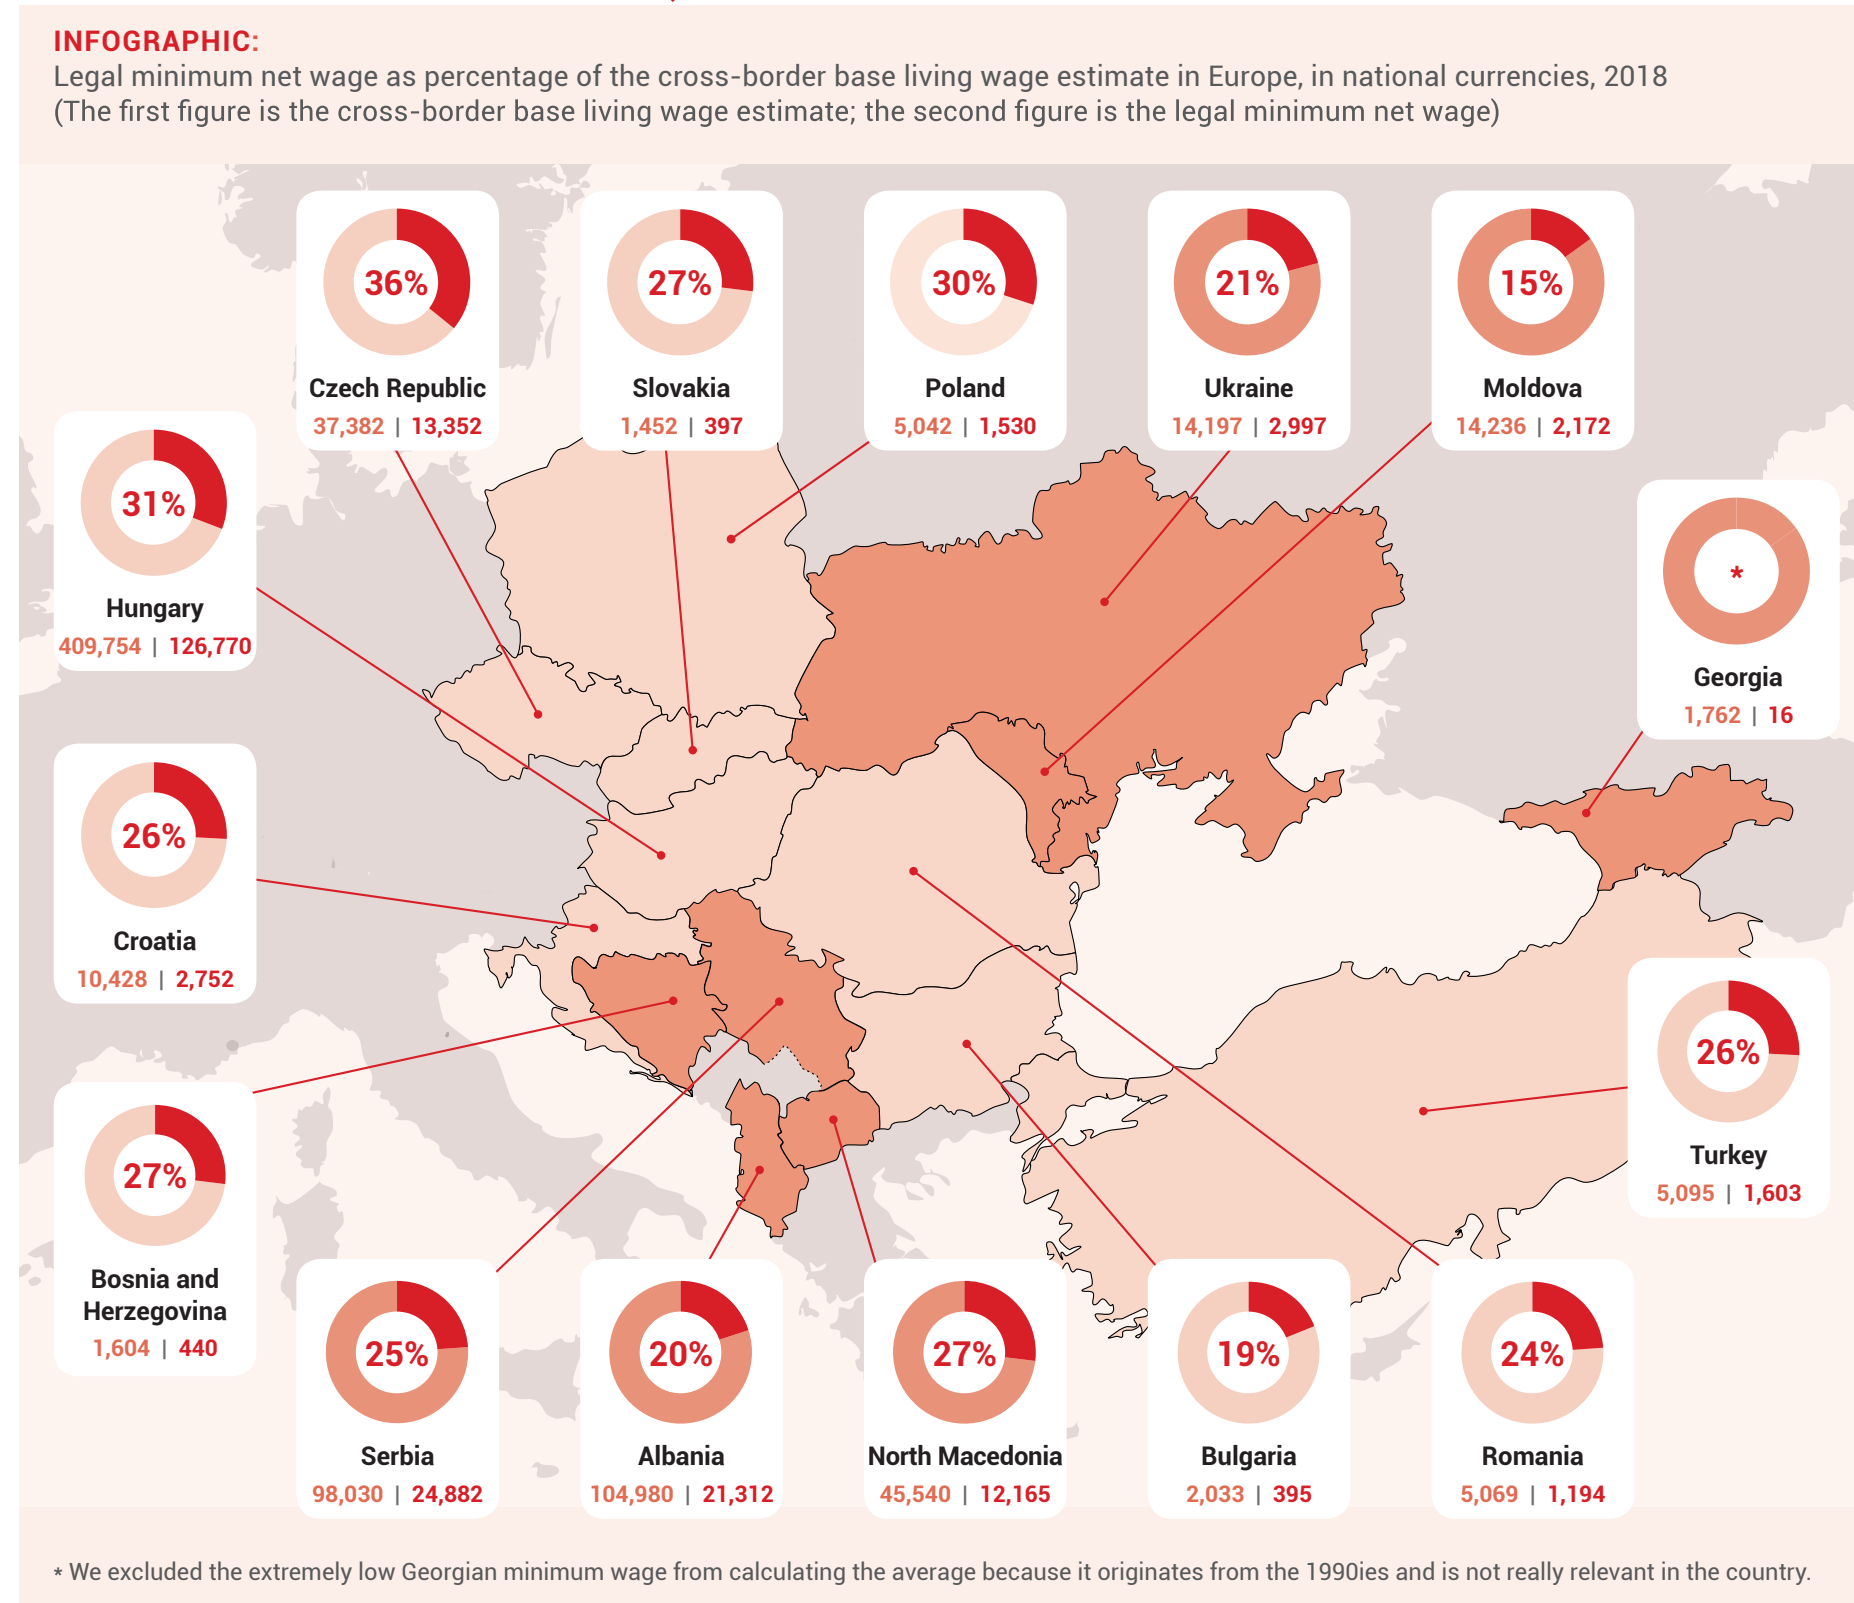 INFOGRAPHIC:
Legal minimum net wage as percentage of the cross-border base living wage estimate in Europe, in national currencies, 2018
(The first figure is the cross-border base living wage estimate; the second figure is the legal minimum net wage)
36%
Czech Republic
37,382 | 13,352
27%
Slovakia
1,452 | 397
30%
Poland
5,042 | 1,530
21%
Ukraine
14,197 | 2,997
15%
Moldova
14,236 | 2,172
31%
Hungary
409,754 | 126,770
*
Georgia
1,762 | 16
26%
Croatia
10,428 | 2,752
26%
Turkey
5,095 | 1,603
27%
Bosnia and
Herzegovina
1,604 | 440
25%
Serbia
98,030 | 24,882
20%
Albania
104,980 | 21,312
27%
North Macedonia
45,540 | 12,165
19%
Bulgaria
2,033 | 395
24%
Romania
5,069 | 1,194
* We excluded the extremely low Georgian minimum wage from calculating the average because it originates from the 1990ies and is not really relevant in the country.